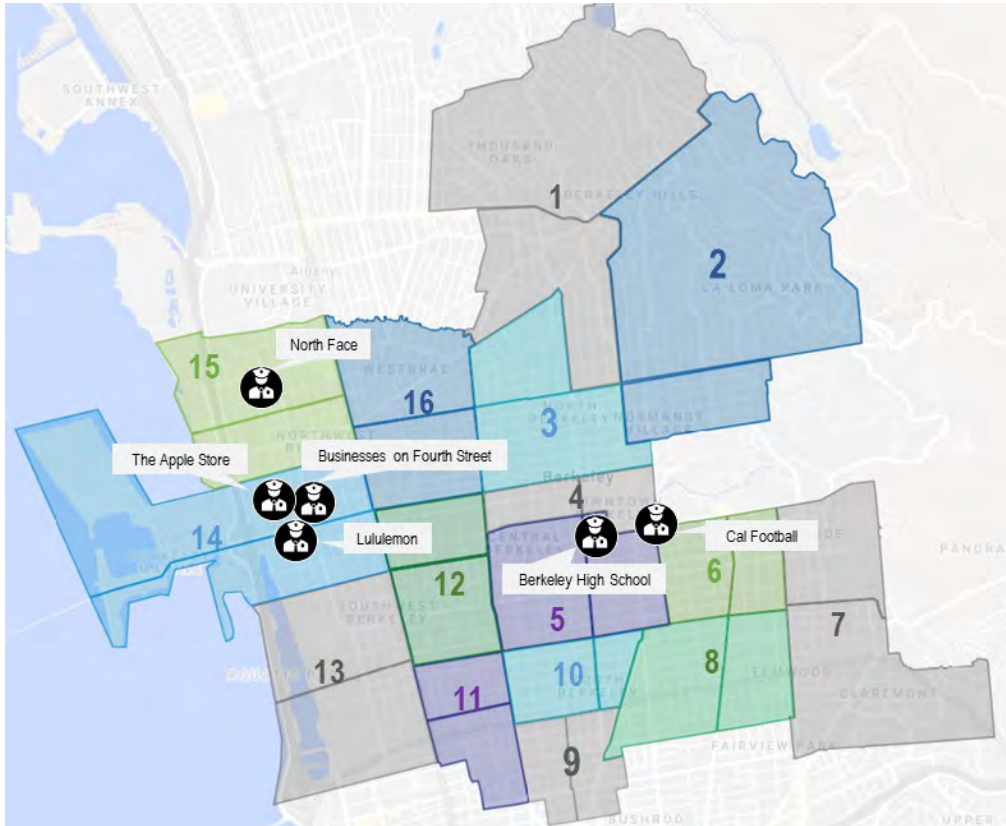 SOUTHWEST
ANNEX
THOUSAND
OAKS
1
BERKELEY HILLS
2
LA LOMA PARK
Albany
UNIVERSITY
VILLAGE
North Face
15
WESTBRAE
16
3
NORTH
BERKELEY
NORMANDY
VILLAGE
The Apple Store
Businesses on Fourth Street
Berkeley
4
14
Lululemon
CENTRAL
BERKELEY
Cal Football
Berkeley High School
PANORA
12
SOUTHWEST
BERKELEY
5
6
7
13
11
10
8
ELMWOOD
CLAREMONT
9
FAIRVIEW PARK
BUSHROD
UPPER